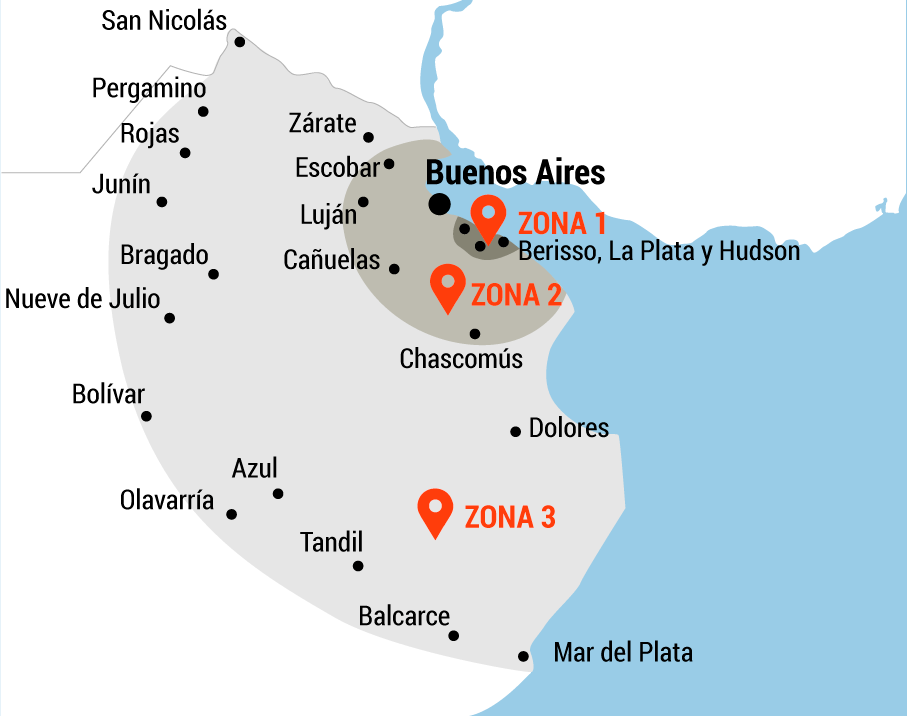 San Nicolás
Pergamino
Zárate
Rojas
Escobar
Buenos Aires
Junín
Luján
ZONA 1
Berisso, La Plata y Hudson
Bragado
Cañuelas
Nueve de Julio
ZONA 2
Chascomús
Bolívar
Dolores
Azul
Olavarría
ZONA 3
Tandil
Balcarce
Mar del Plata